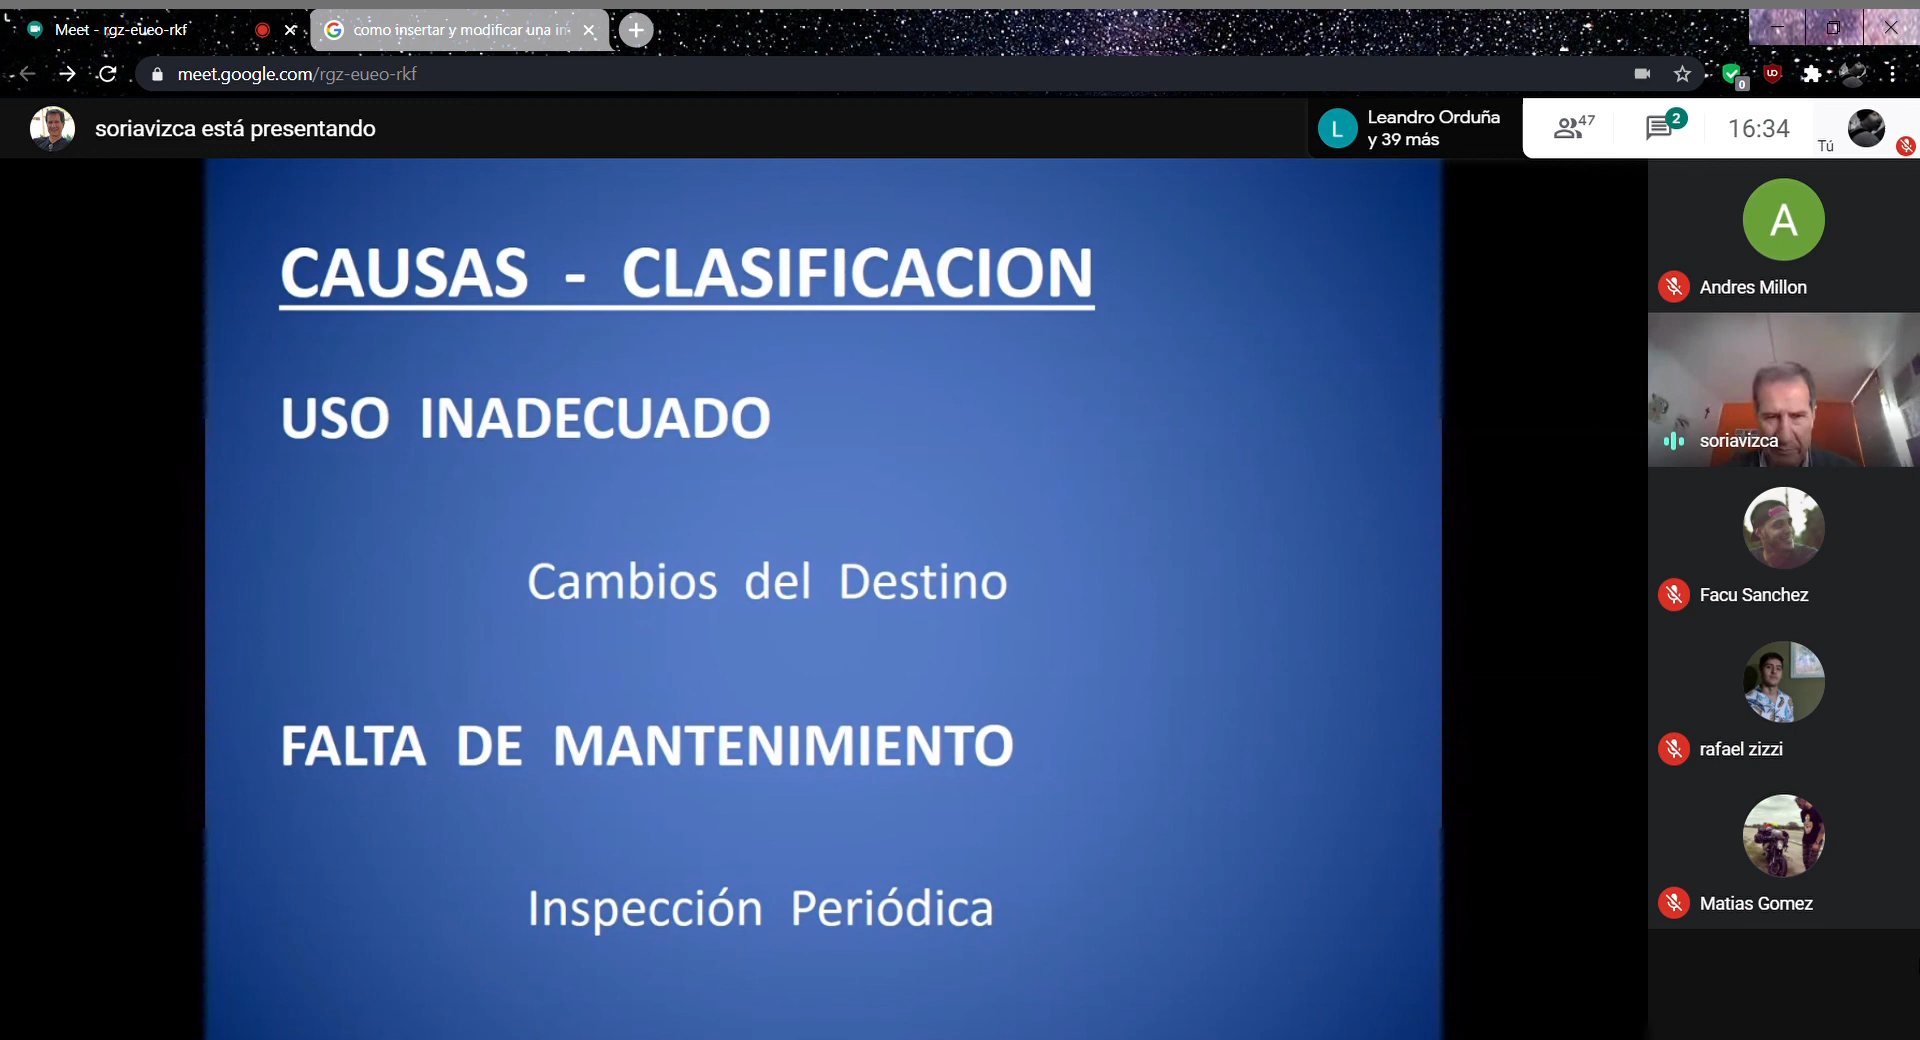 Meet - rgz-eueo-rkf
como insertar y modificar una in
meet.google.com/rgz-eueo-rkf
0
UD
soriavizca está presentando
L
Leandro Orduña
y 39 más
47
2
16:34
Tú
CAUSAS - CLASIFICACION
USO INADECUADO
Cambios del Destino
FALTA DE MANTENIMIENTO
Inspección Periódica
A
Andres Millon
soriavizca
Facu Sanchez
rafael zizzi
Matias Gomez